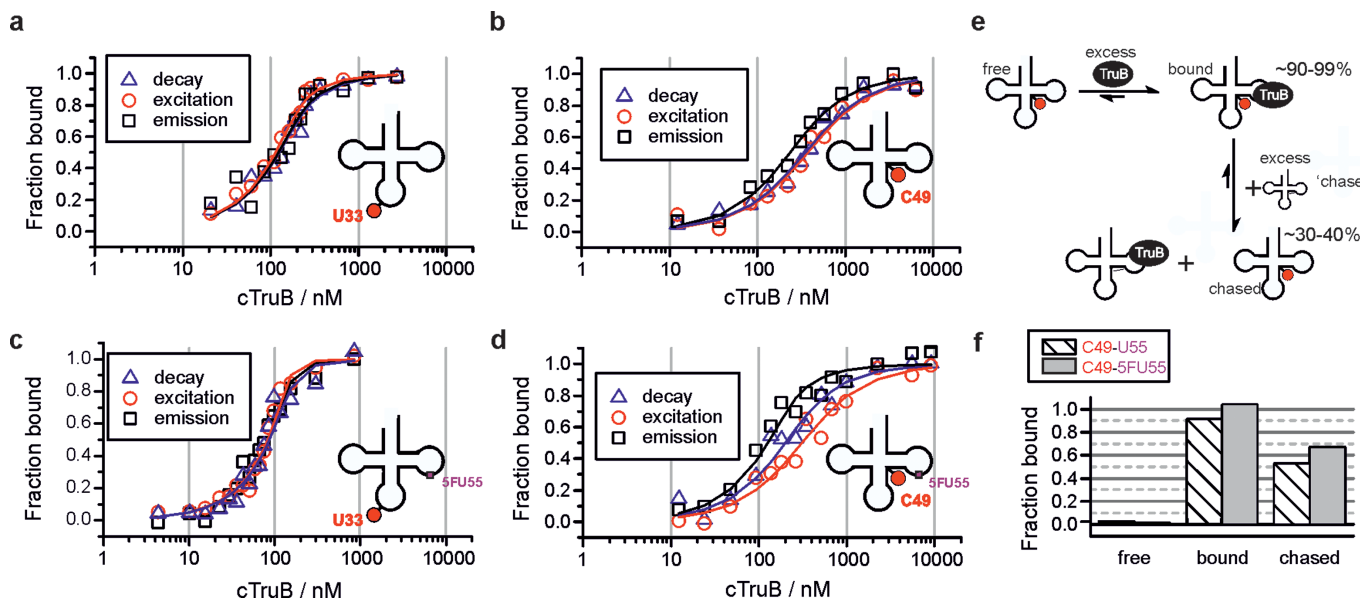 a
decay
excitation
emission
Fraction bound
1.0
0.8
0.6
0.4
0.2
0.0
U33
1 10 100 1000 10000
cTruB / nM
b
decay
excitation
emission
Fraction bound
1.0
0.8
0.6
0.4
0.2
0.0
C49
1 10 100 1000 10000
cTruB / nM
c
decay
excitation
emission
Fraction bound
1.0
0.8
0.6
0.4
0.2
0.0
5FU55
U33
1 10 100 1000 10000
cTruB / nM
d
decay
excitation
emission
Fraction bound
1.0
0.8
0.6
0.4
0.2
0.0
5FU55
C49
1 10 100 1000 10000
cTruB / nM
e
free
excess
TruB
bound
~90-99%
TruB
excess
+ 'chase
~30-40%
TruB
+
chased
f
C49-U55
C49-5FU55
Fraction bound
1.0
0.8
0.6
0.4
0.2
0.0
free bound chased